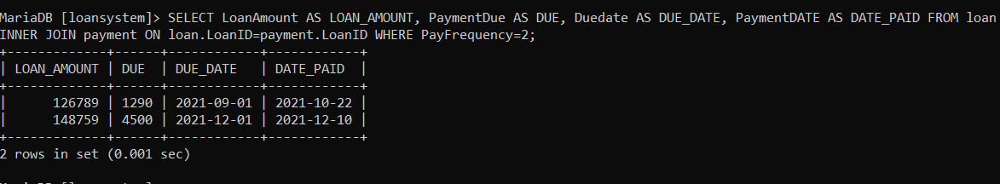 MariaDB [loansystem]> SELECT LoanAmount AS LOAN_AMOUNT, PaymentDue AS DUE, Duedate AS DUE_DATE, PaymentDATE AS DATE_PAID FROM loan
INNER JOIN payment ON loan.LoanID=payment.LoanID WHERE PayFrequency=2;
+-------------+------+------------+------------+
| LOAN_AMOUNT | DUE  | DUE_DATE   | DATE_PAID  |
+-------------+------+------------+------------+
|      126789 | 1290 | 2021-09-01 | 2021-10-22 |
|      148759 | 4500 | 2021-12-01 | 2021-12-10 |
+-------------+------+------------+------------+
2 rows in set (0.001 sec)